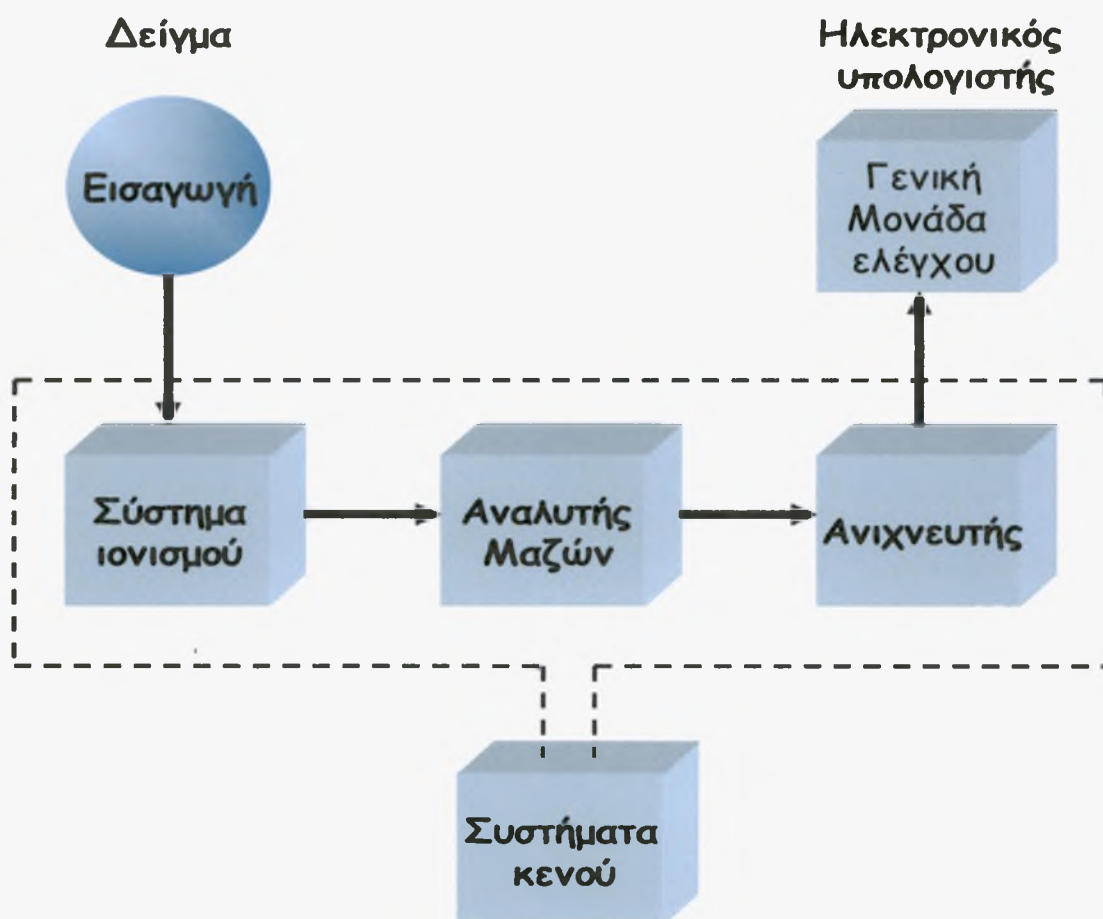 Δείγμα
Ηλεκτρονικός
υπολογιστής
Εισαγωγή
Γενική
Μονάδα
ελέγχου
Σύστημα
ιονισμού
Αναλυτής
Μαζών
Ανιχνευτής
Συστήματα
κενού